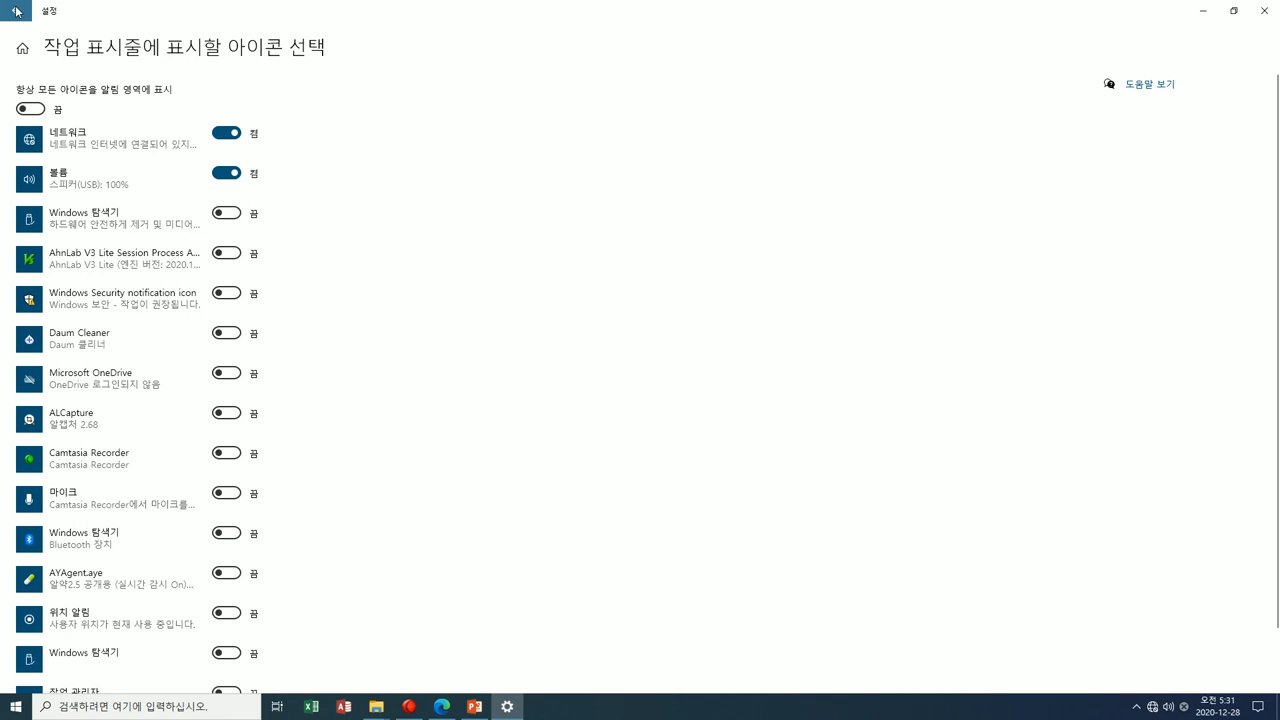 설정
작업 표시줄에 표시할 아이콘 선택
항상 모든 아이콘을 알림 영역에 표시
끔
도움말 보기
네트워크
네트워크 인터넷에 연결되어 있지...
켬
볼륨
스피커(USB): 100%
켬
Windows 탐색기
하드웨어 안전하게 제거 및 미디어...
끔
AhnLab V3 Lite Session Process A...
AhnLab V3 Lite (엔진 버전: 2020.1...
끔
Windows Security notification icon
Windows 보안 - 작업이 권장됩니다.
끔
Daum Cleaner
Daum 클리너
끔
Microsoft OneDrive
OneDrive 로그인되지 않음
끔
ALCapture
알캡처 2.68
끔
Camtasia Recorder
Camtasia Recorder
끔
마이크
Camtasia Recorder에서 마이크를...
끔
Windows 탐색기
Bluetooth 장치
끔
AYAgent.aye
알약2.5 공개용 (실시간 감시 On)...
끔
위치 알림
사용자 위치가 현재 사용 중입니다.
끔
Windows 탐색기
끔
작업 관리자
검색하려면 여기에 입력하십시오.
오전 5:31
2020-12-28